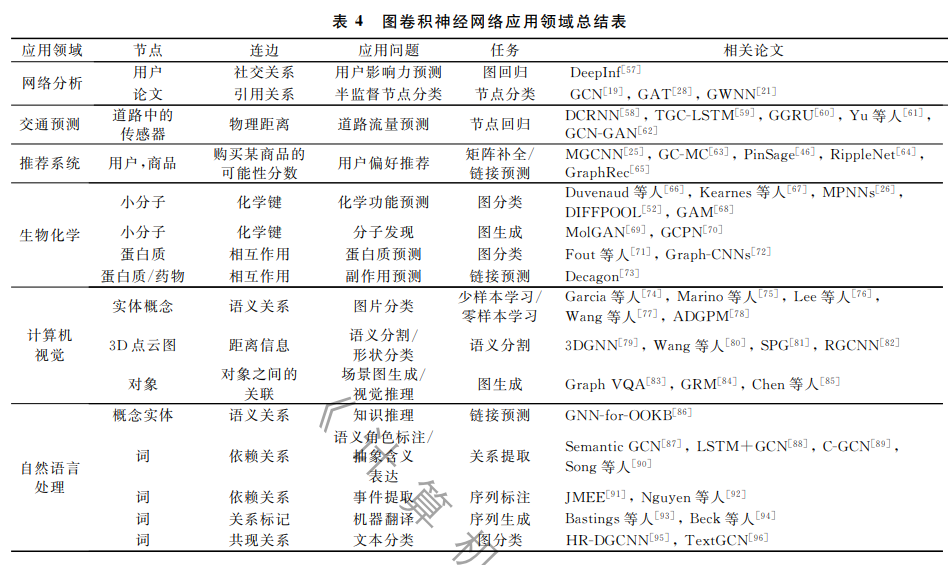 表 4 图卷积神经网络应用领域总结表
应用领域 节点 连边 应用问题 任务 相关论文
网络分析
用户 社交关系 用户影响力预测 图回归 DeepInf[57]
论文 引用关系 半监督节点分类 节点分类 GCN[19], GAT[28], GWNN[21]
交通预测
道路中的
传感器
物理距离 道路流量预测 节点回归
DCRNN[58], TGC-LSTM[59], GGRU[60], Yu 等人[61],
GCN-GAN[62]
推荐系统 用户,商品
购买某商品的
可能性分数
用户偏好推荐
矩阵补全/
链接预测
MGCNN[25], GC-MC[63], PinSage[46], RippleNet[64],
GraphRec[65]
生物化学
小分子 化学键 化学功能预测 图分类
Duvenaud 等人[66], Kearnes 等人[67], MPNNs[26],
DIFFPOOL[52], GAM[68]
小分子 化学键 分子发现 图生成 MolGAN[69], GCPN[70]
蛋白质 相互作用 蛋白质预测 图分类 Fout 等人[71], Graph-CNNs[72]
蛋白质/药物 相互作用 副作用预测 链接预测 Decagon[73]
计算机
视觉
实体概念 语义关系 图片分类
少样本学习/
零样本学习
Garcia 等人[74], Marino 等人[75], Lee 等人[76],
Wang 等人[77], ADGPM[78]
3D 点云图 距离信息
语义分割/
形状分类
语义分割 3DGNN[79], Wang 等人[80], SPG[81], RGCNN[82]
对象
对象之间的
关联
场景图生成/
视觉推理
图生成 Graph VQA[83], GRM[84], Chen 等人[85]
自然语言
处理
概念实体 语义关系 知识推理 链接预测 GNN-for-OOKB[86]
词 依赖关系
语义角色标注/
抽象含义
表达
关系提取
Semantic GCN[87], LSTM+GCN[88], C-GCN[89],
Song 等人[90]
词 依赖关系 事件提取 序列标注 JMEE[91], Nguyen 等人[92]
词 关系标记 机器翻译 序列生成 Bastings 等人[93], Beck 等人[94]
词 共现关系 文本分类 图分类 HR-DGCNN[95], TextGCN[96]
《计算机